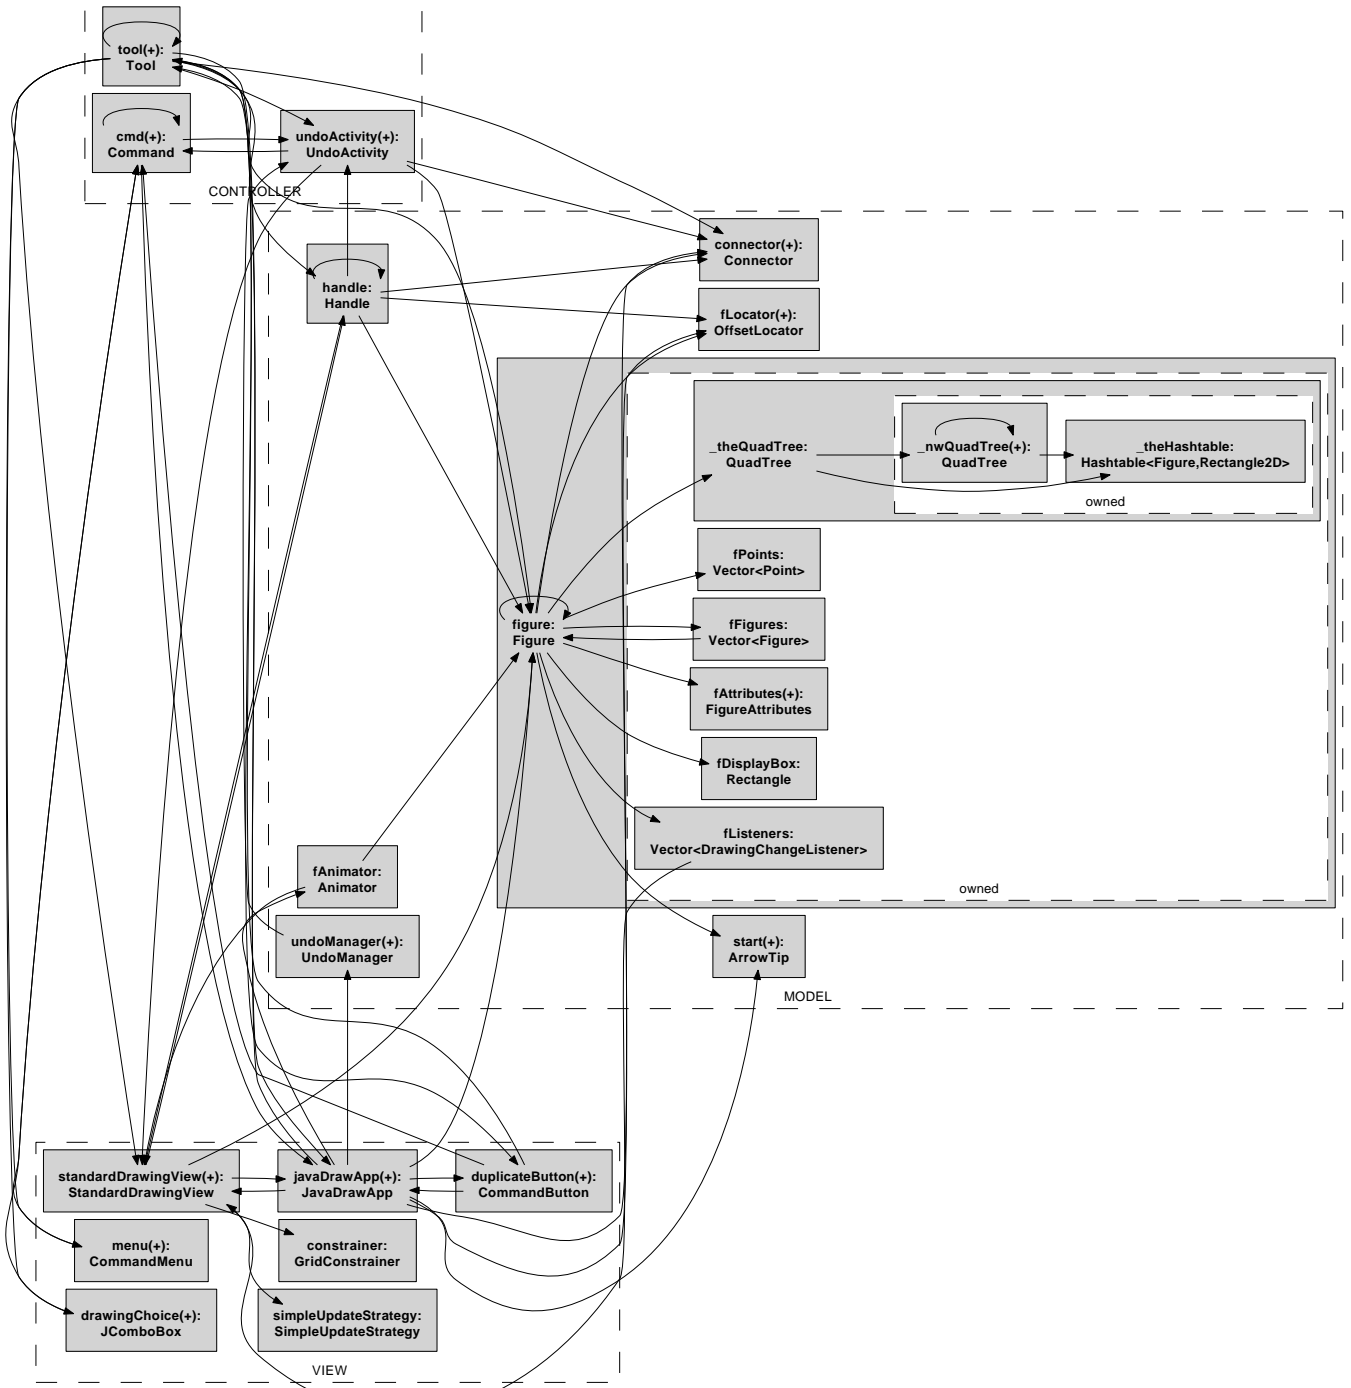 tool(+):
Tool
cmd(+):
Command
undoActivity(+):
UndoActivity
CONTROLLER
connector(+):
Connector
handle:
Handle
fLocator(+):
OffsetLocator
_theQuadTree:
QuadTree
_nwQuadTree(+):
QuadTree
_theHashtable:
Hashtable<Figure,Rectangle2D>
owned
fPoints:
Vector<Point>
figure:
Figure
fFigures:
Vector<Figure>
fAttributes(+):
FigureAttributes
fDisplayBox:
Rectangle
fListeners:
Vector<DrawingChangeListener>
owned
fAnimator:
Animator
undoManager(+):
UndoManager
start(+):
ArrowTip
MODEL
standardDrawingView(+):
StandardDrawingView
javaDrawApp(+):
JavaDrawApp
duplicateButton(+):
CommandButton
menu(+):
CommandMenu
constrainer:
GridConstrainer
drawingChoice(+):
JComboBox
simpleUpdateStrategy:
SimpleUpdateStrategy
VIEW